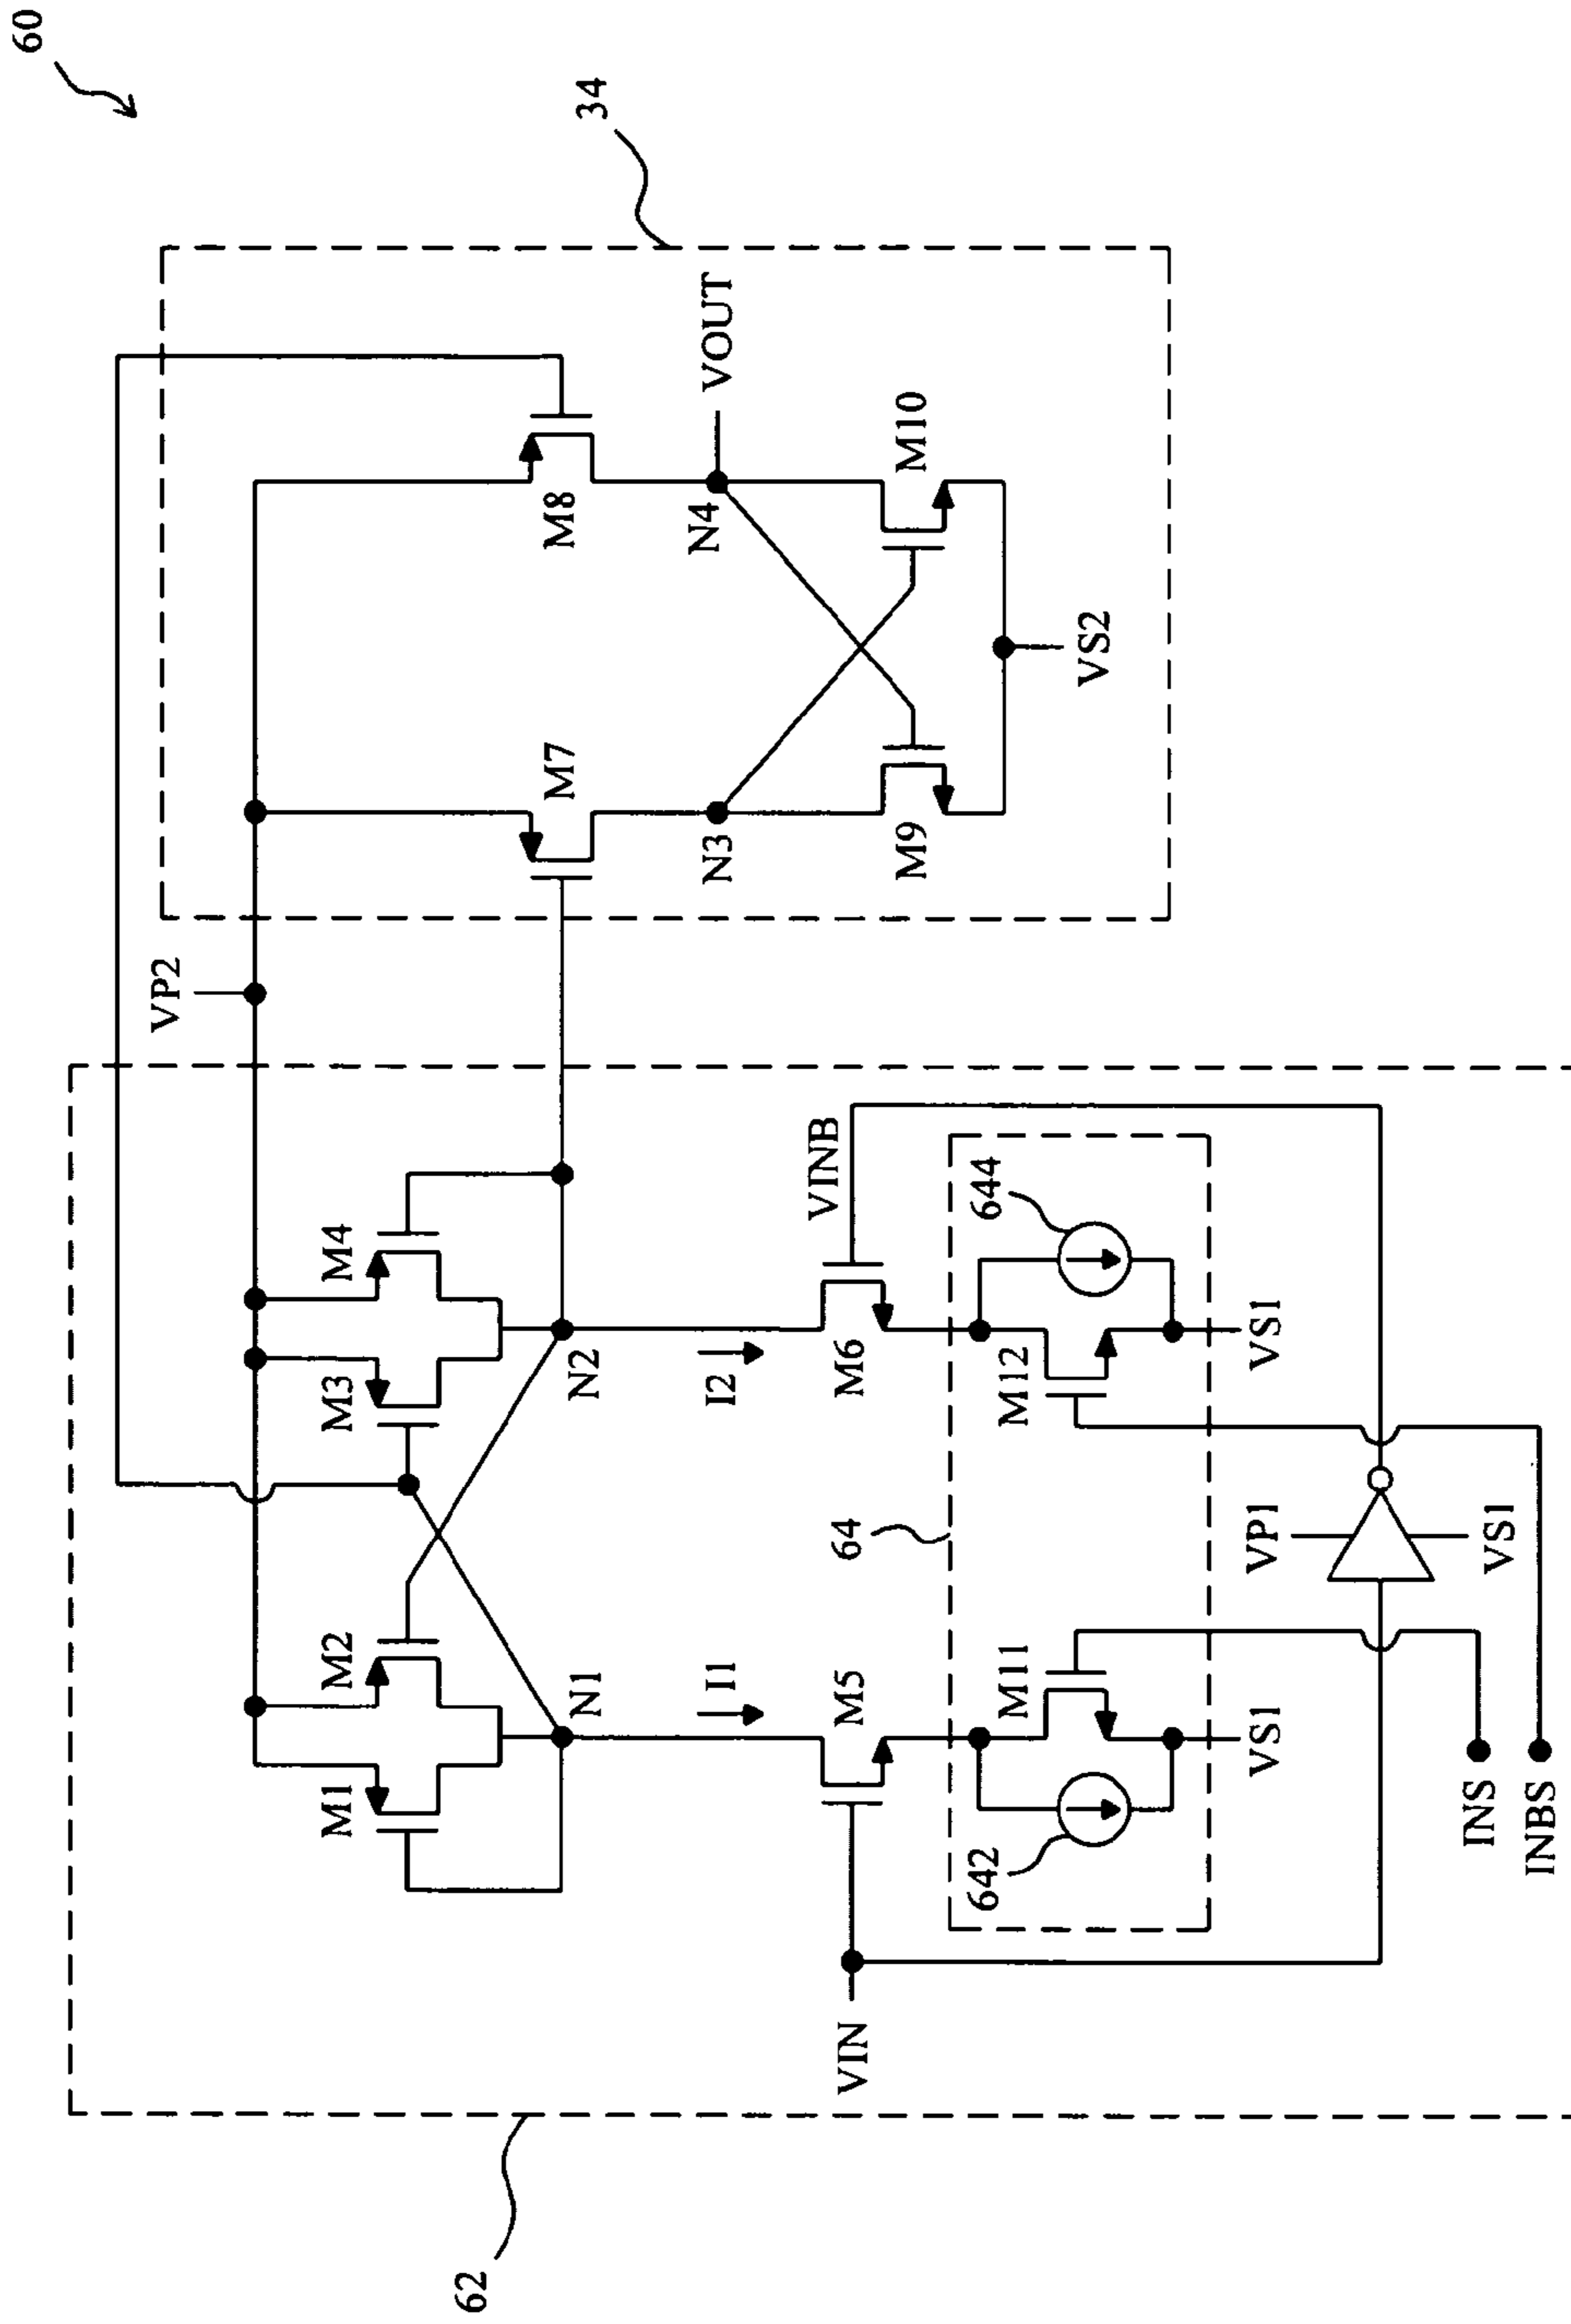 60
34
62
VP2
M1
M2
M3
M4
M7
M8
N1
N2
N3
N4
VOUT
I1
I2
VIN
M5
M6
VINB
M9
M10
VS2
64
642
M11
M12
644
VS1
VS1
VP1
VS1
INS
INBS